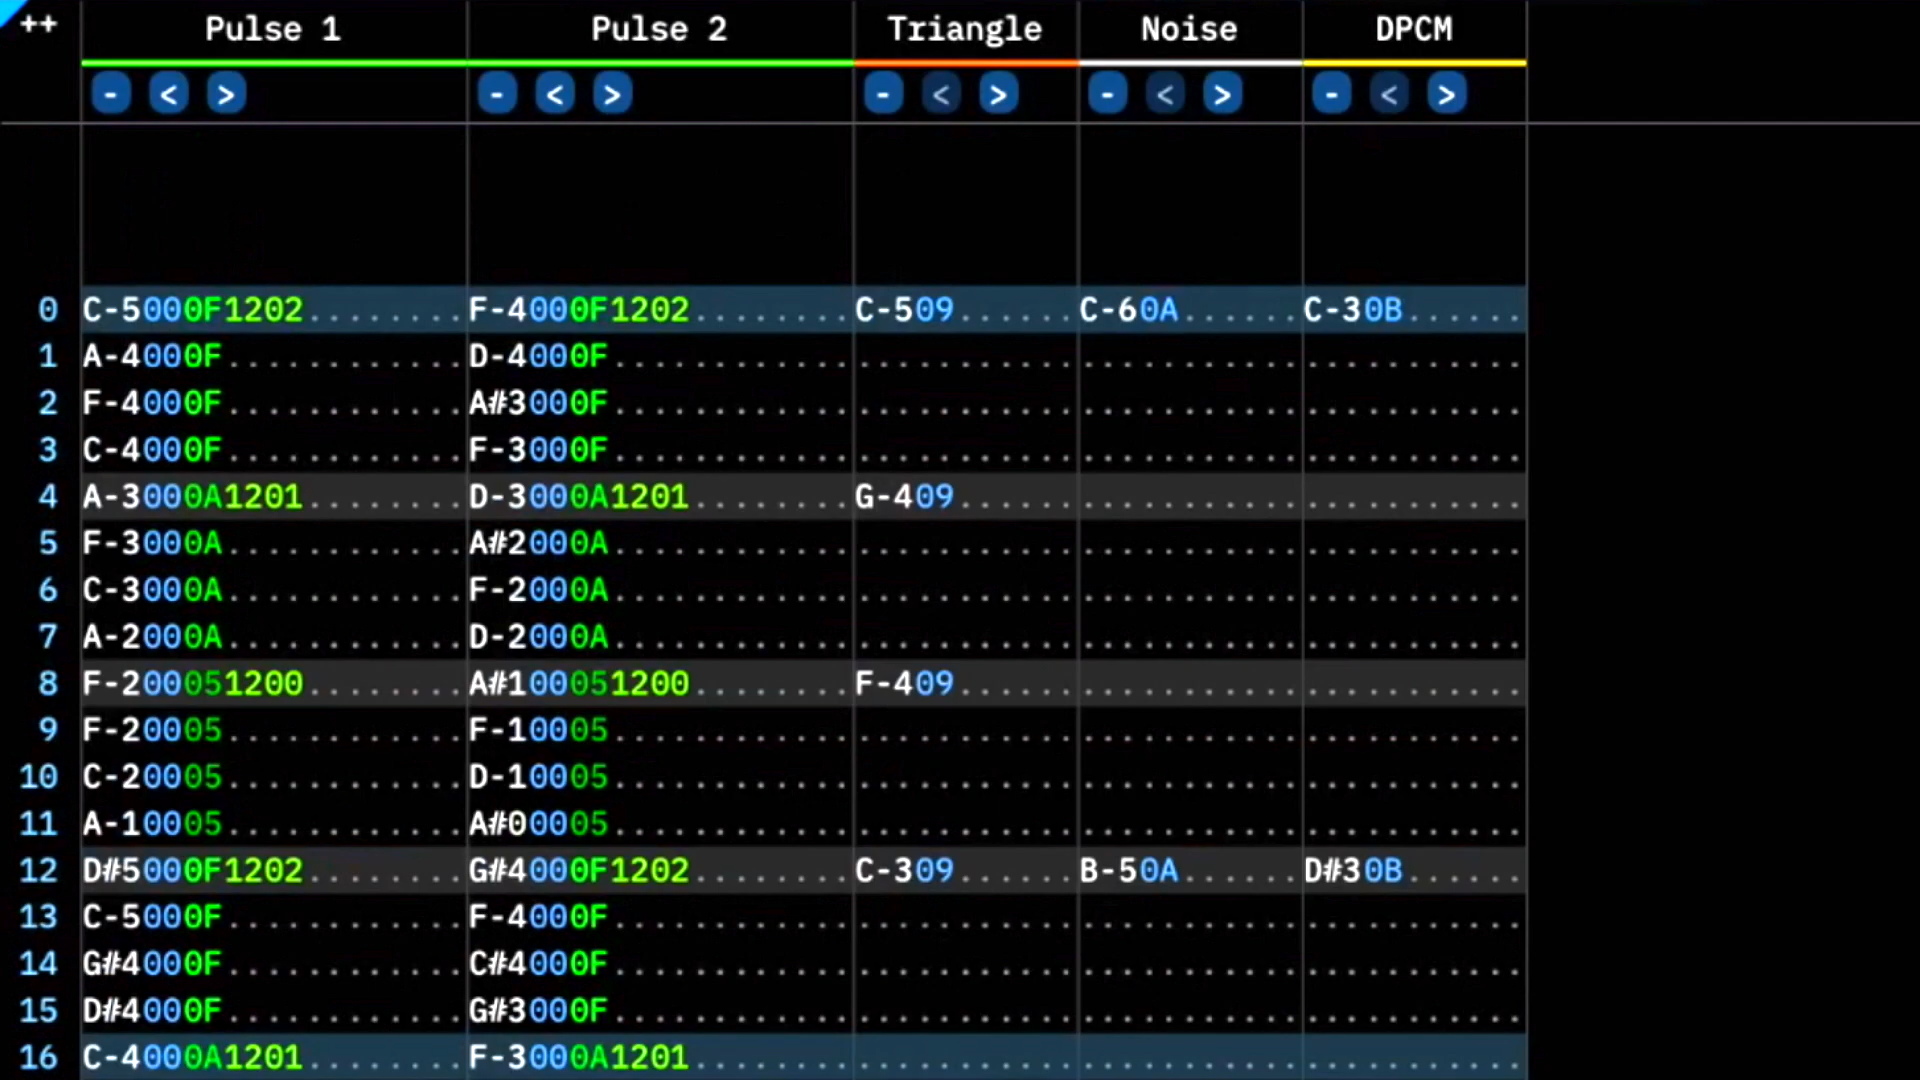 ++ Pulse 1 Pulse 2 Triangle Noise DPCM
- < > - < > - < > - < > - < >
0 C-5000F1202........ F-4000F1202........ C-509...... C-60A...... C-30B......
1 A-4000F............ D-4000F............ ........... ........... ...........
2 F-4000F............ A#3000F............ ........... ........... ...........
3 C-4000F............ F-3000F............ ........... ........... ...........
4 A-3000A1201........ D-3000A1201........ G-409...... ........... ...........
5 F-3000A............ A#2000A............ ........... ........... ...........
6 C-3000A............ F-2000A............ ........... ........... ...........
7 A-2000A............ D-2000A............ ........... ........... ...........
8 F-200051200........ A#100051200........ F-409...... ........... ...........
9 F-20005............ F-10005............ ........... ........... ...........
10 C-20005............ D-10005............ ........... ........... ...........
11 A-10005............ A#00005............ ........... ........... ...........
12 D#5000F1202........ G#4000F1202........ C-309...... B-50A...... D#30B......
13 C-5000F............ F-4000F............ ........... ........... ...........
14 G#4000F............ C#4000F............ ........... ........... ...........
15 D#4000F............ G#3000F............ ........... ........... ...........
16 C-4000A1201........ F-3000A1201........ ........... ........... ...........